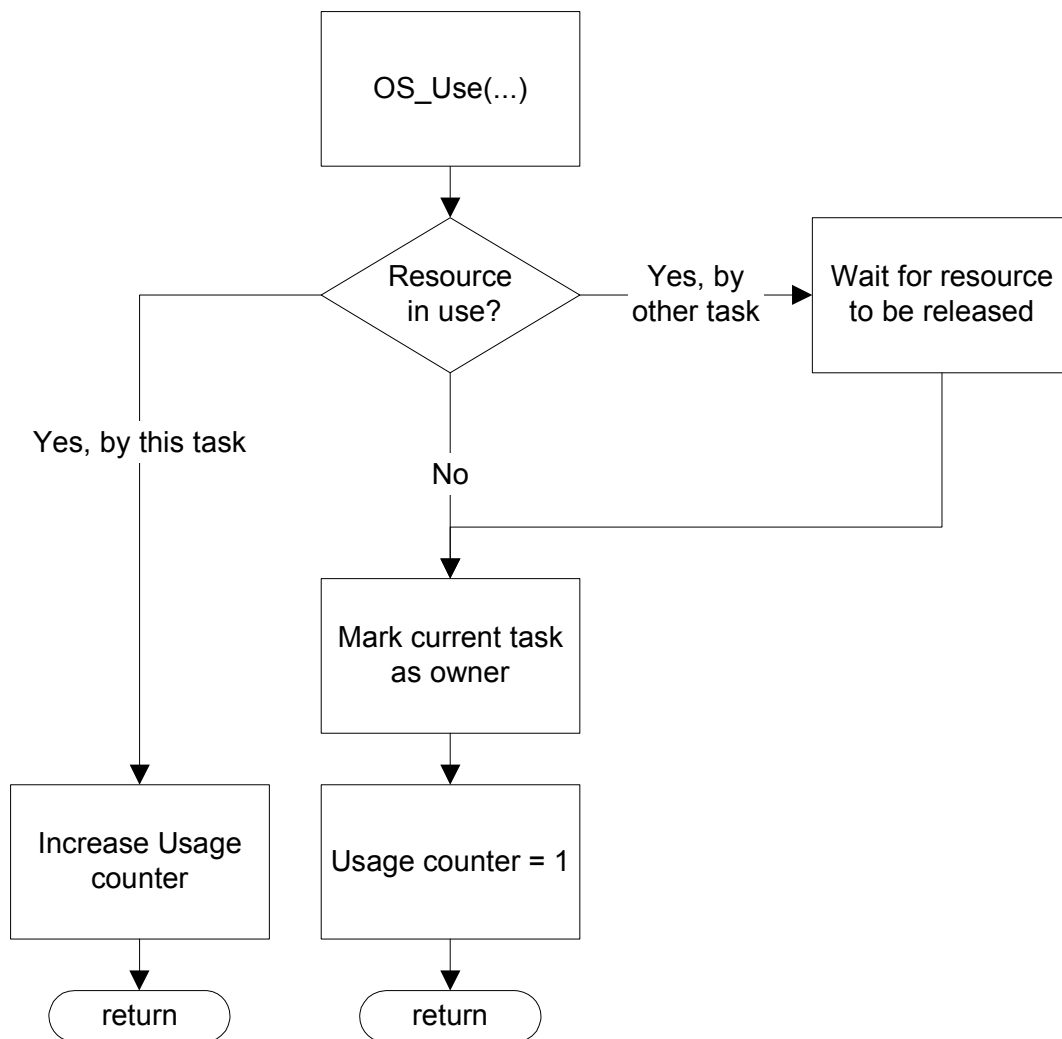 OS_Use(...)
Resource
in use?
Yes, by
other task
Wait for resource
to be released
Yes, by this task
No
Mark current task
as owner
Increase Usage
counter
Usage counter = 1
return
return